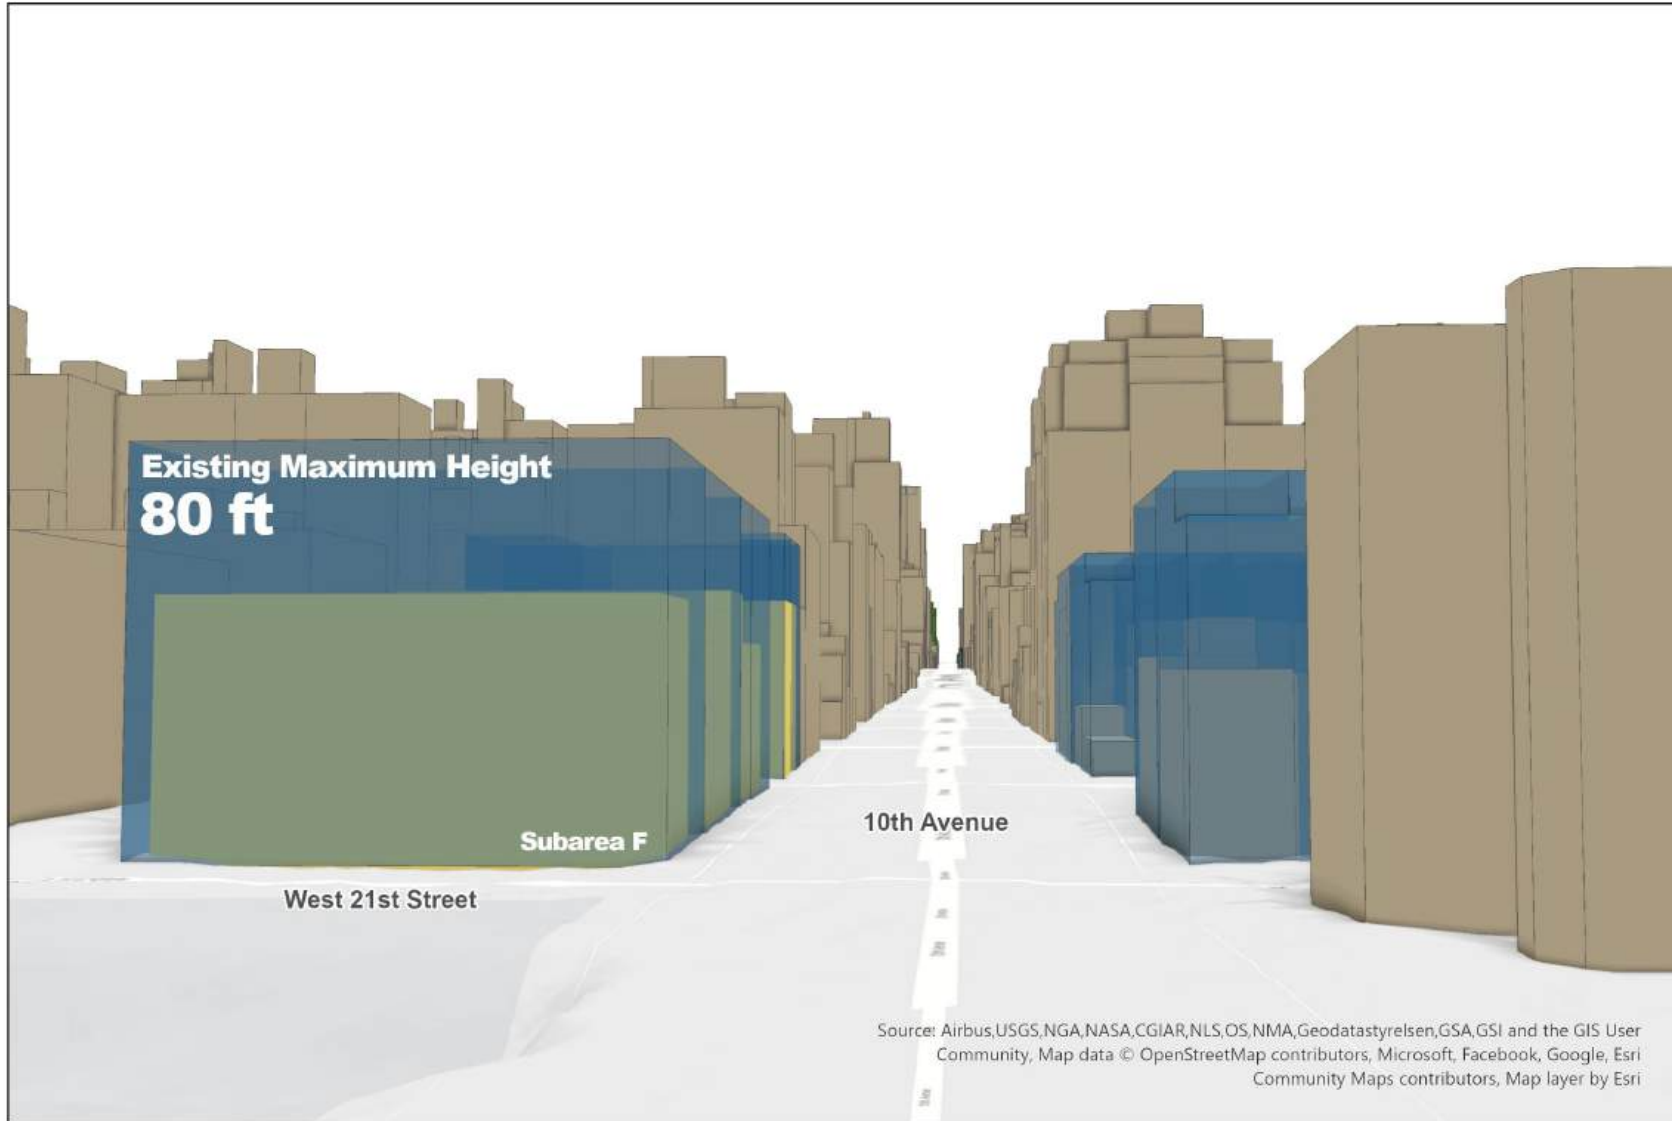 Existing Maximum Height
80 ft
Subarea F
10th Avenue
West 21st Street
Source: Airbus,USGS,NGA,NASA,CGIAR,NLS,OS,NMA,Geodatastyrelsen,GSA,GSI and the GIS User
Community, Map data © OpenStreetMap contributors, Microsoft, Facebook, Google, Esri
Community Maps contributors, Map layer by Esri